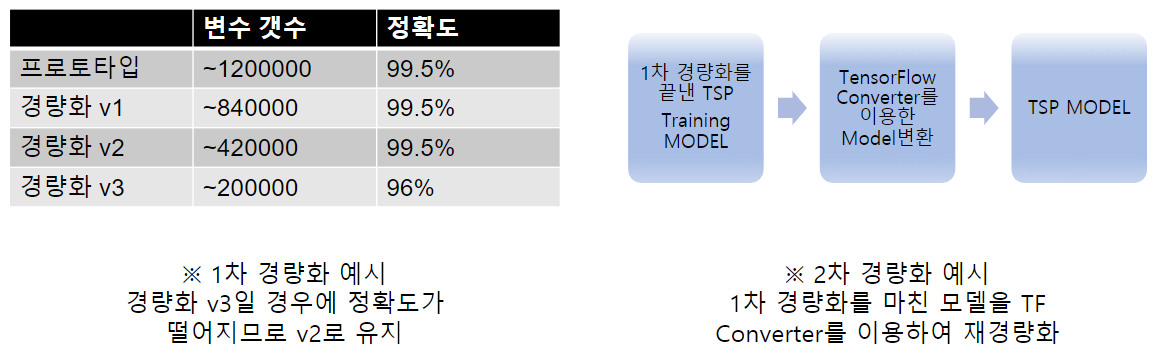 변수 갯수 정확도
프로토타입 ~1200000 99.5%
경량화 v1 ~840000 99.5%
경량화 v2 ~420000 99.5%
경량화 v3 ~200000 96%
※ 1차 경량화 예시
경량화 v3일 경우에 정확도가
떨어지므로 v2로 유지
1차 경량화를
끝낸 TSP
Training
MODEL
TensorFlow
Converter를
이용한
Model변환
TSP MODEL
※ 2차 경량화 예시
1차 경량화를 마친 모델을 TF
Converter를 이용하여 재경량화